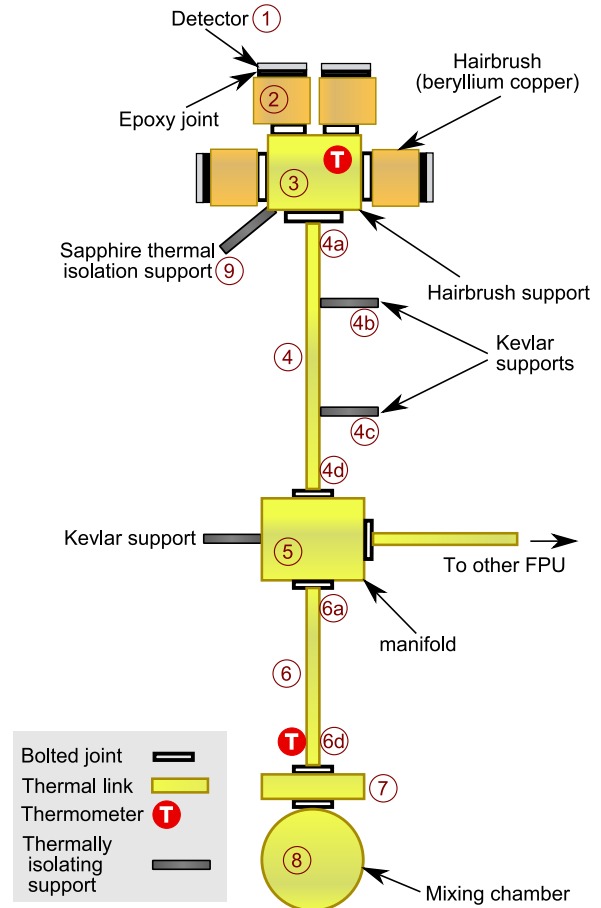 Detector 1
2
Epoxy joint
Hairbrush
(beryllium copper)
T
3
Sapphire thermal
isolation support 9
4a
Hairbrush support
4b
4
Kevlar
supports
4c
4d
Kevlar support
5
To other FPU
6a
manifold
6
T
6d
7
8
Mixing chamber
Bolted joint
Thermal link
Thermometer T
Thermally
isolating
support